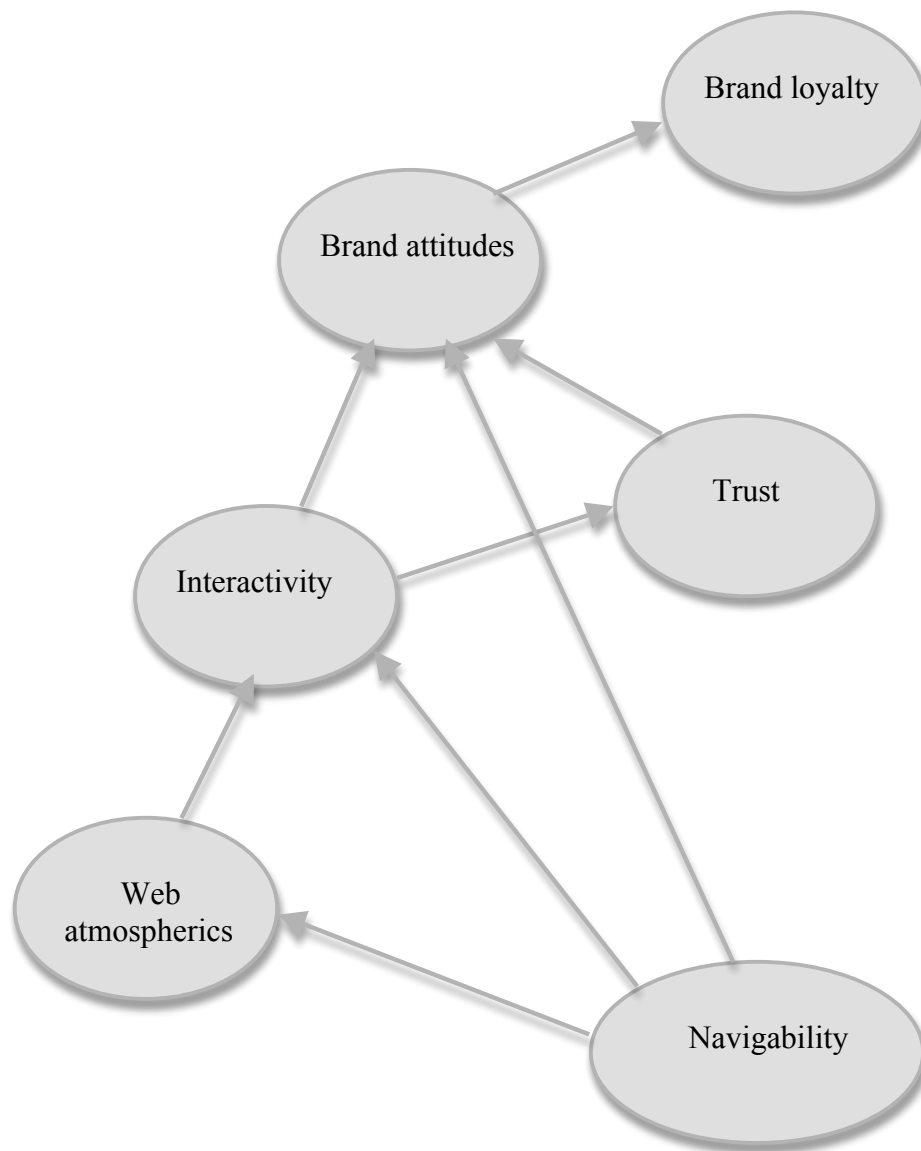 Brand loyalty
Brand attitudes
Trust
Interactivity
Web
atmospherics
Navigability